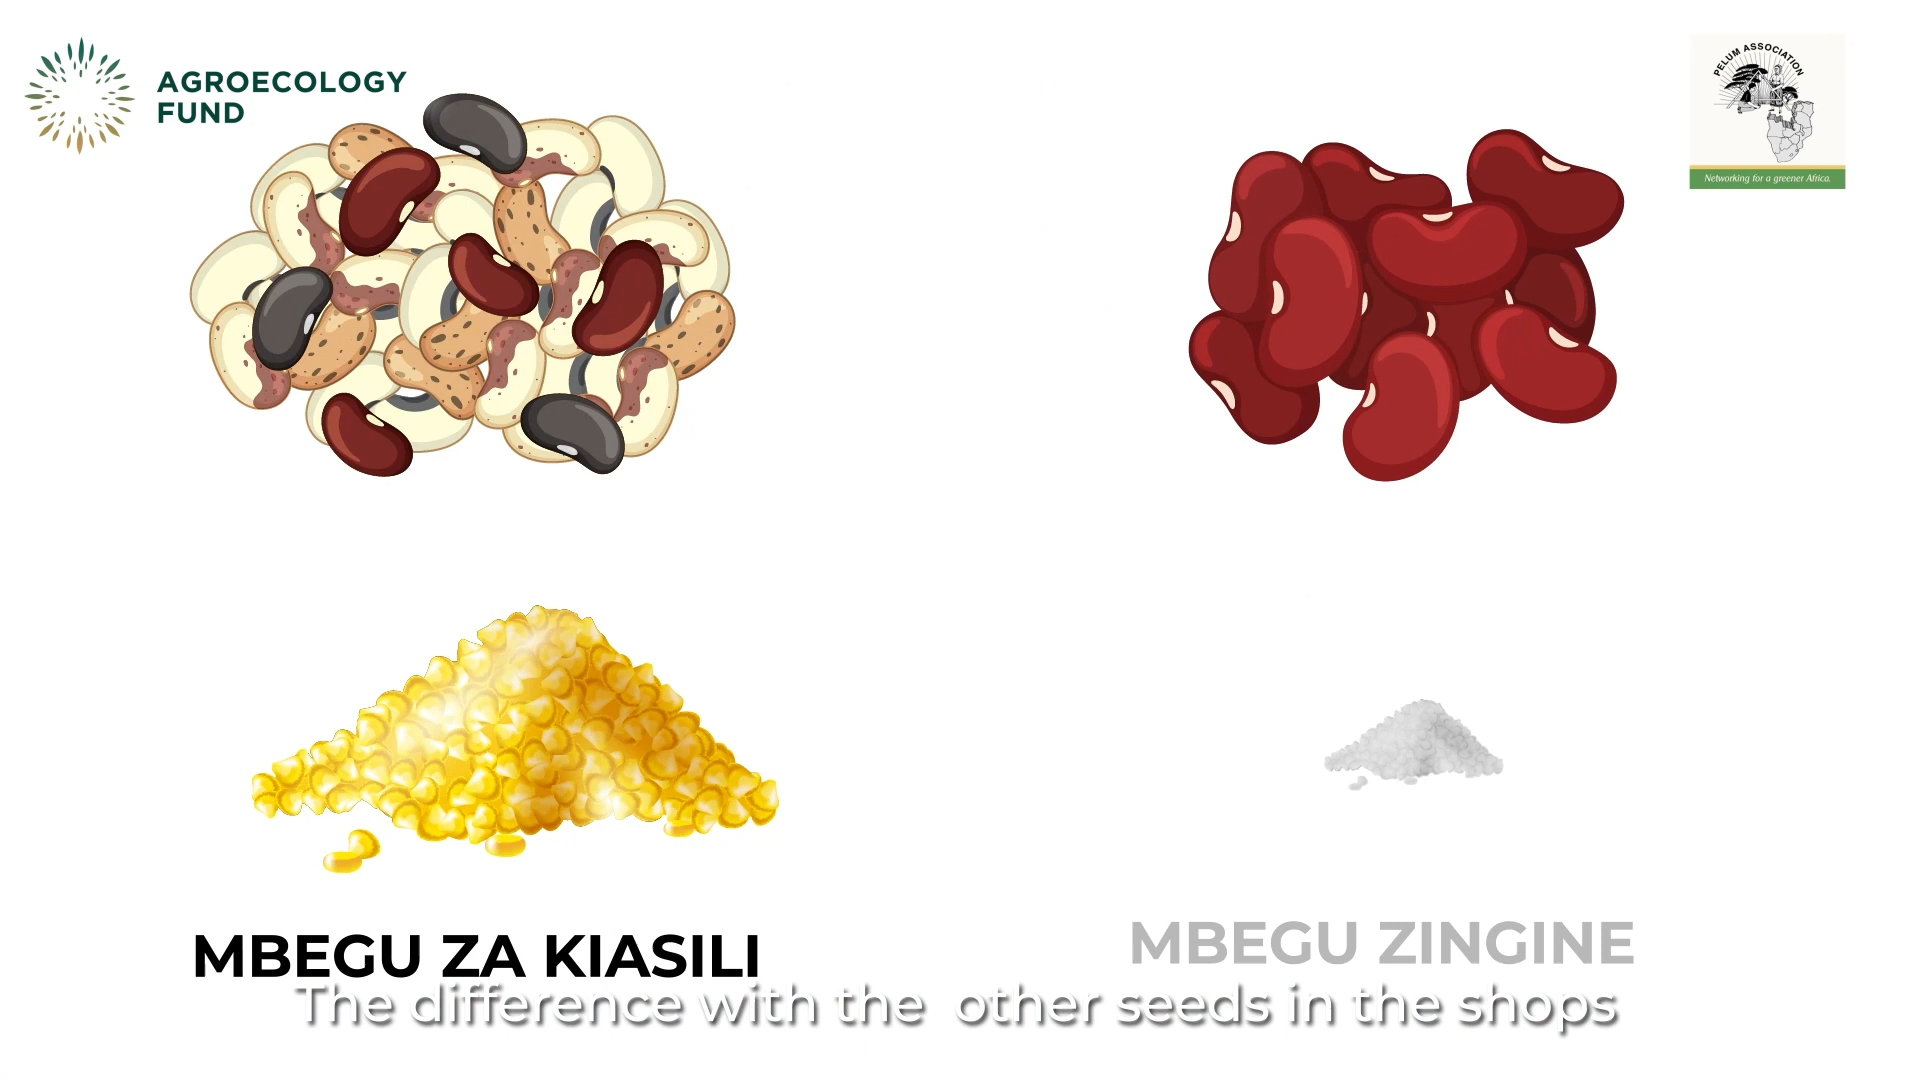 AGROECOLOGY
FUND
PELUM ASSOCIATION
Networking for a greener Africa.
MBEGU ZA KIASILI
MBEGU ZINGINE
The difference with the other seeds in the shops